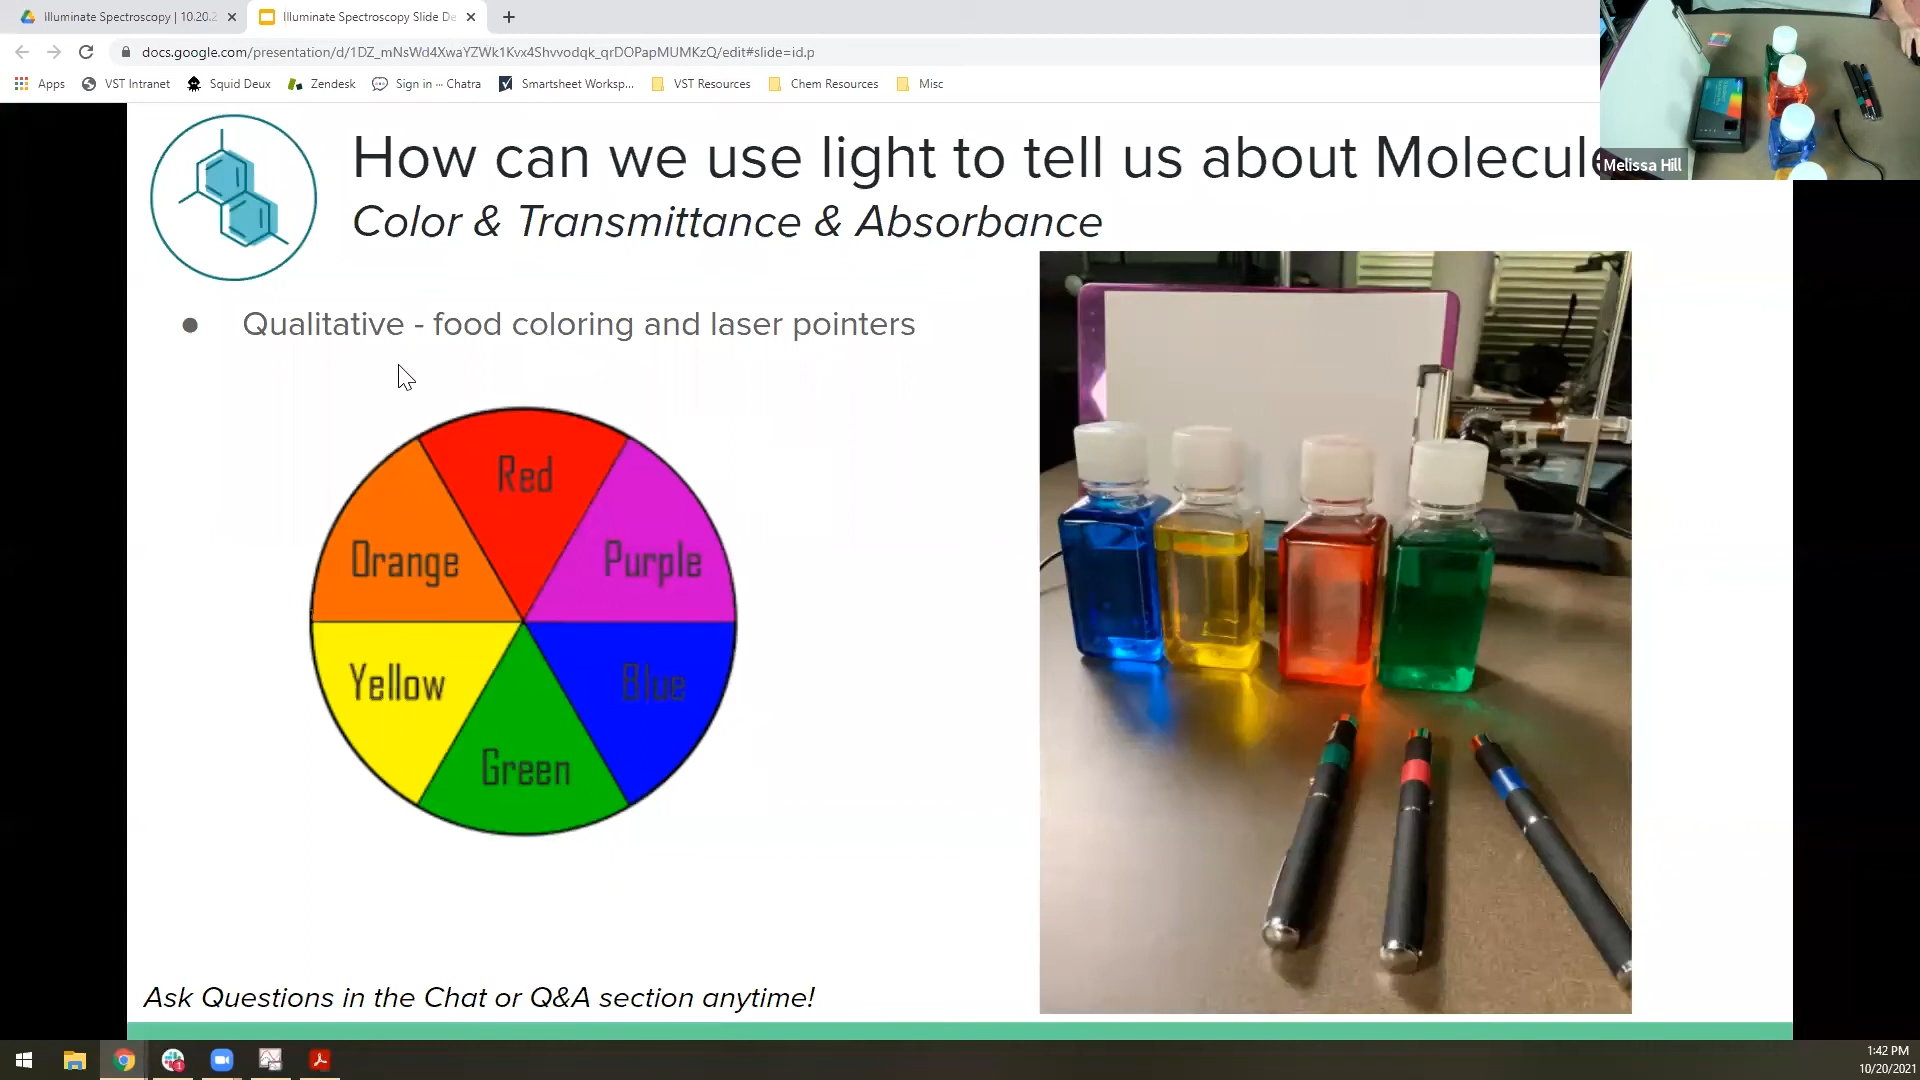 Illuminate Spectroscopy | 10.20.2
Illuminate Spectroscopy Slide De
docs.google.com/presentation/d/1DZ_mNsWd4XwaYZWk1Kvx4Shvvodqk_qrDOPapMUMKzQ/edit#slide=id.p
Apps VST Intranet Squid Deux Zendesk Sign in ··· Chatra Smartsheet Worksp... VST Resources Chem Resources Misc
Melissa Hill
How can we use light to tell us about Molecule
Color & Transmittance & Absorbance
● Qualitative - food coloring and laser pointers
Red
Orange Purple
Yellow Blue
Green
Ask Questions in the Chat or Q&A section anytime!
1:42 PM
10/20/2021